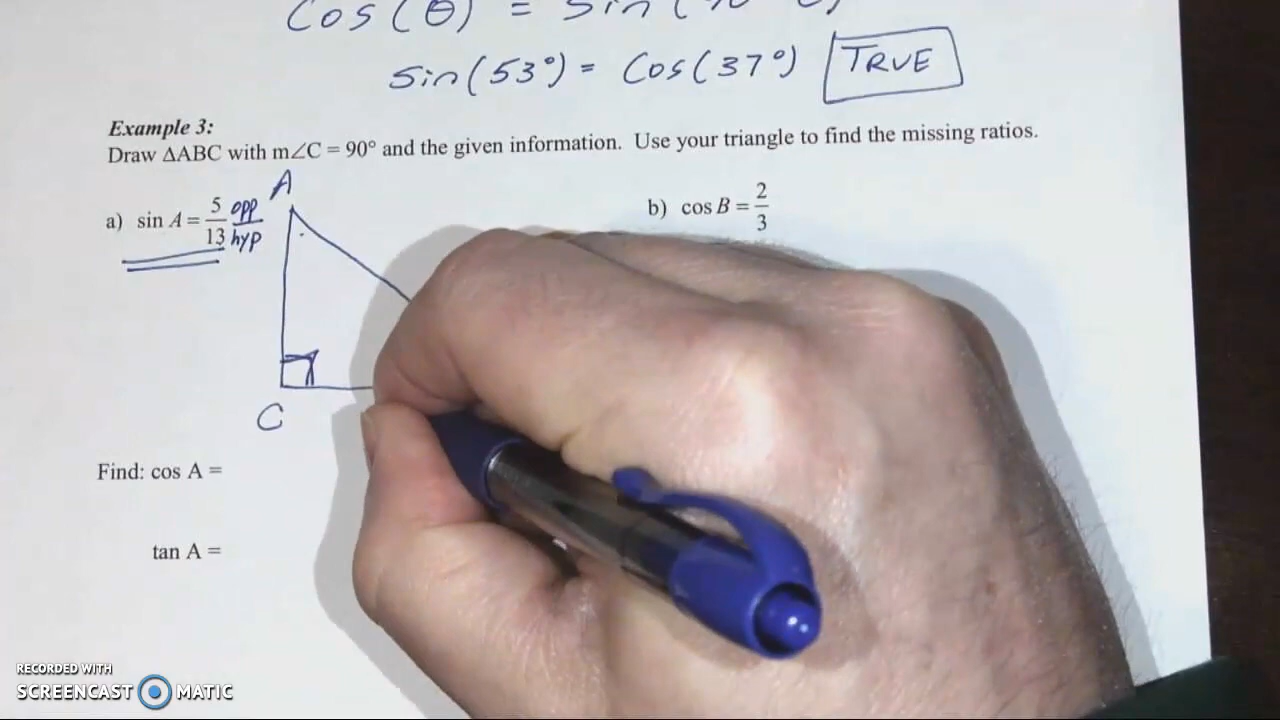 Cos(θ) = Sin(90-θ)
Sin(53°) = Cos(37°) TRUE
Example 3:
Draw ΔABC with m∠C = 90° and the given information. Use your triangle to find the missing ratios.
A
a) sin A = 5/13 opp/hyp
b) cos B = 2/3
C
Find: cos A =
tan A =
RECORDED WITH
SCREENCAST MATIC